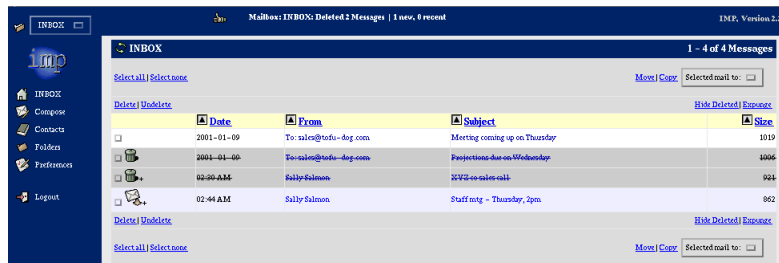 INBOX
Mailbox: INBOX: Deleted 2 Messages | 1 new, 0 recent
IMP, Version 2.
imp
INBOX
Compose
Contacts
Folders
Preferences
Logout
INBOX
1 - 4 of 4 Messages
Select all | Select none
Move | Copy Selected mail to:
Delete | Undelete
Hide Deleted | Expunge
Date From Subject Size
2001-01-09 To: sales@tofu-dog.com Meeting coming up on Thursday 1019
2001-01-09 To: sales@tofu-dog.com Projections due on Wednesday 1006
02:39 AM Sally Salmon XYZ co sales call 921
02:44 AM Sally Salmon Staff mtg - Thursday, 2pm 862
Delete | Undelete
Hide Deleted | Expunge
Select all | Select none
Move | Copy Selected mail to: